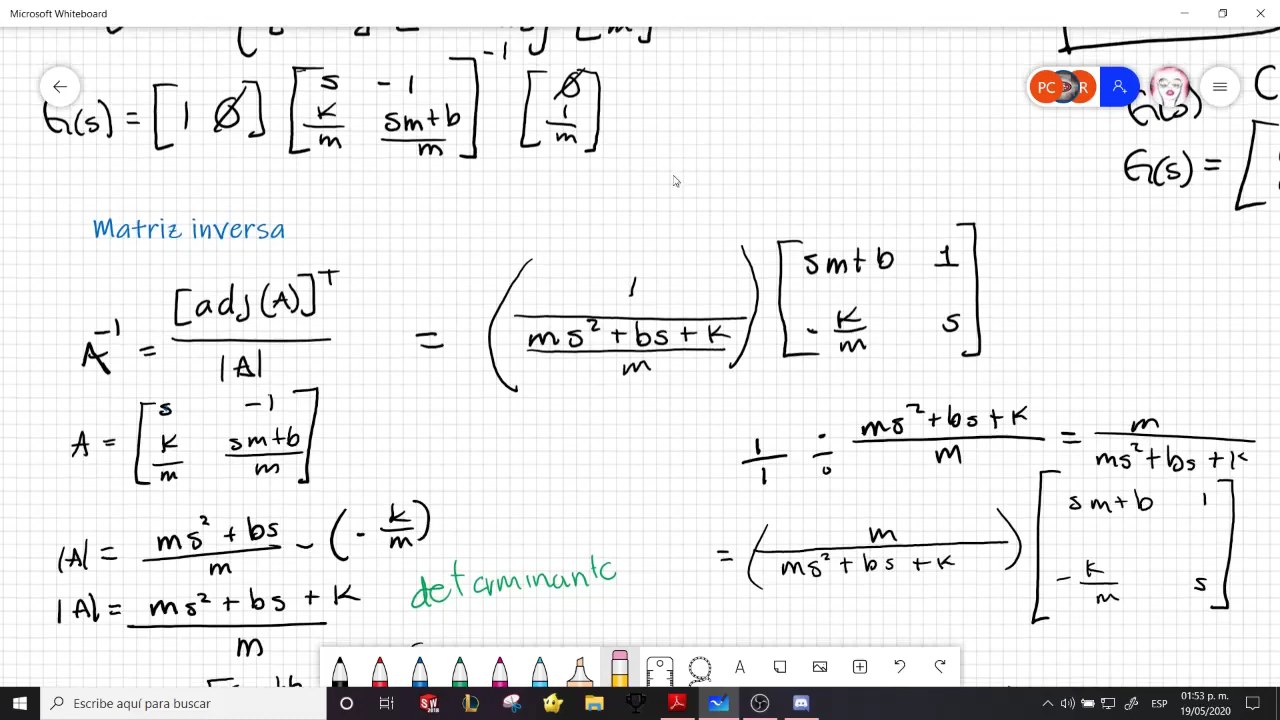 Microsoft Whiteboard
G(s) = [1 0] [s -1; k/m (sm+b)/m]^-1 [0; 1/m]
PC R
G(s)
C
G(s) = [
Matriz inversa
A^-1 = [adj(A)]^T / |A| = (1 / ((ms^2 + bs + k)/m)) [sm+b 1; -k/m s]
A = [s -1; k/m (sm+b)/m]
1/1 ÷ (ms^2+bs+k)/m = m/(ms^2+bs+k)
|A| = (ms^2 + bs)/m - (-k/m)
= (m/(ms^2+bs+k)) [sm+b 1; -k/m s]
determinante
|A| = (ms^2 + bs + k)/m
Escribe aquí para buscar
ESP
01:53 p. m.
19/05/2020